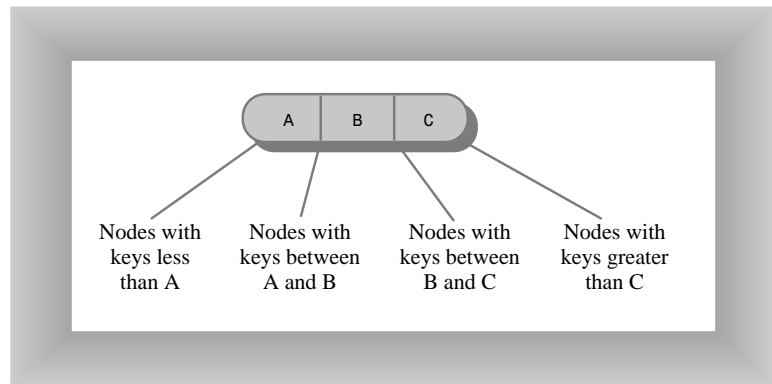 A B C
Nodes with
keys less
than A
Nodes with
keys between
A and B
Nodes with
keys between
B and C
Nodes with
keys greater
than C